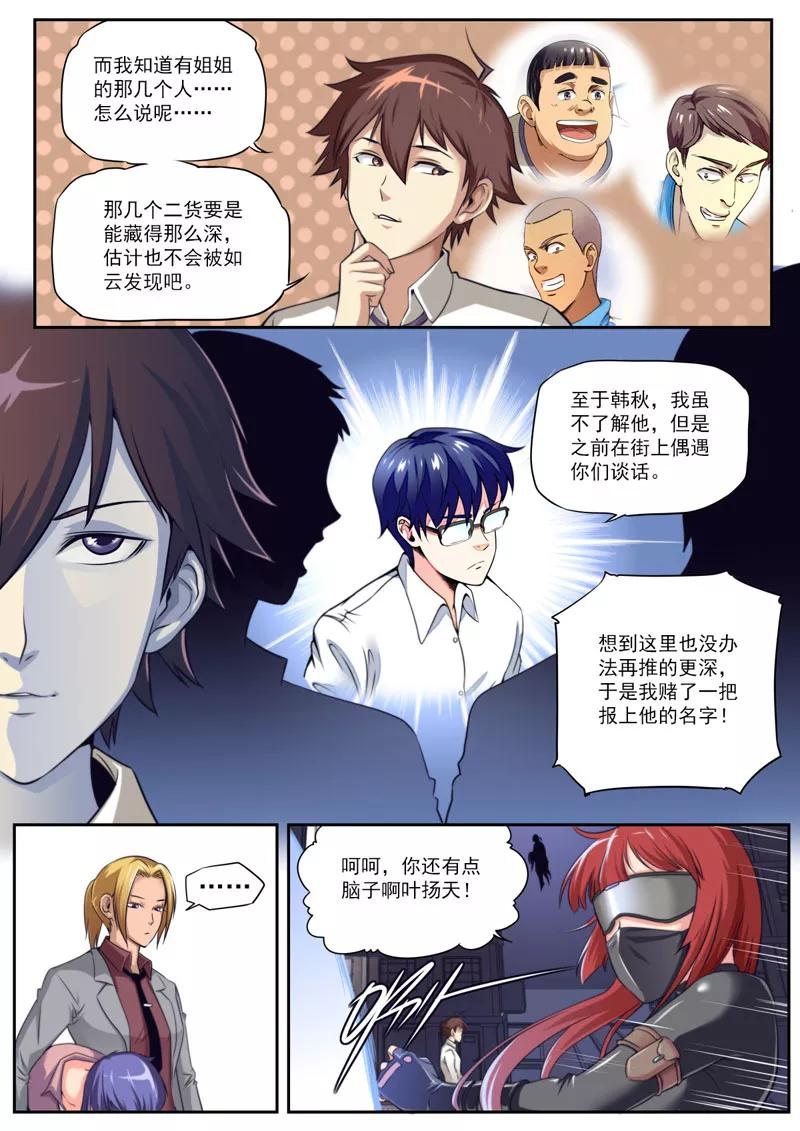 而我知道有姐姐
的那几个人……
怎么说呢……
那几个二货要是
能藏得那么深，
估计也不会被如
云发现吧。
至于韩秋，我虽
不了解他，但是
之前在街上偶遇
你们谈话。
想到这里也没办
法再推的更深，
于是我赌了一把
报上他的名字！
……
呵呵，你还有点
脑子啊叶扬天！